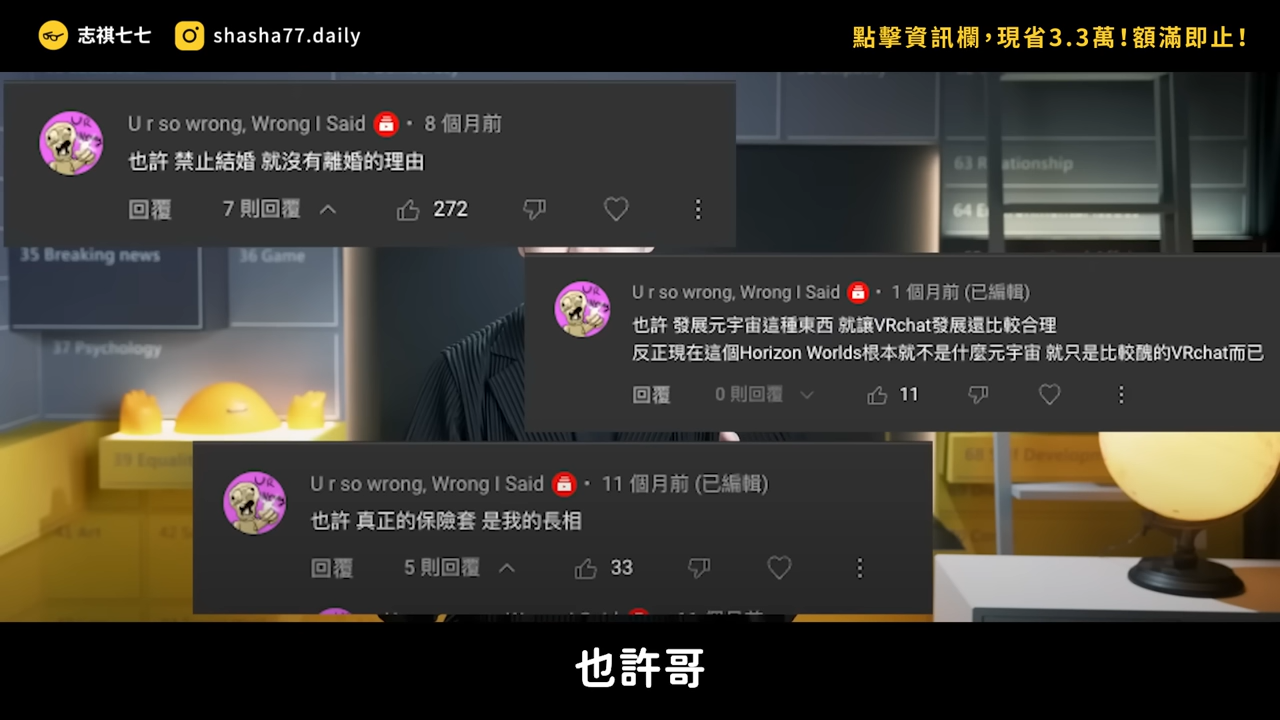 志祺七七
shasha77.daily
點擊資訊欄，現省3.3萬！額滿即止！
U r so wrong, Wrong I Said · 8 個月前
也許 禁止結婚 就沒有離婚的理由
回覆 7 則回覆 272
63 Relationship
35 Breaking news
36 Game
U r so wrong, Wrong I Said · 1 個月前 (已編輯)
也許 發展元宇宙這種東西 就讓VRchat發展還比較合理
反正現在這個Horizon Worlds根本就不是什麼元宇宙 就只是比較醜的VRchat而已
回覆 0 則回覆 11
37 Psychology
U r so wrong, Wrong I Said · 11 個月前 (已編輯)
也許 真正的保險套 是我的長相
回覆 5 則回覆 33
也許哥